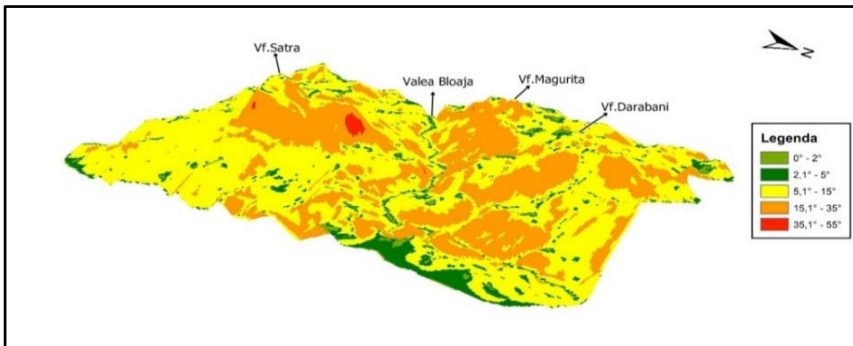 Vf.Satra
Valea Bloaja
Vf.Magurita
Vf.Darabani
N
Legenda
0° - 2°
2,1° - 5°
5,1° - 15°
15,1° - 35°
35,1° - 55°